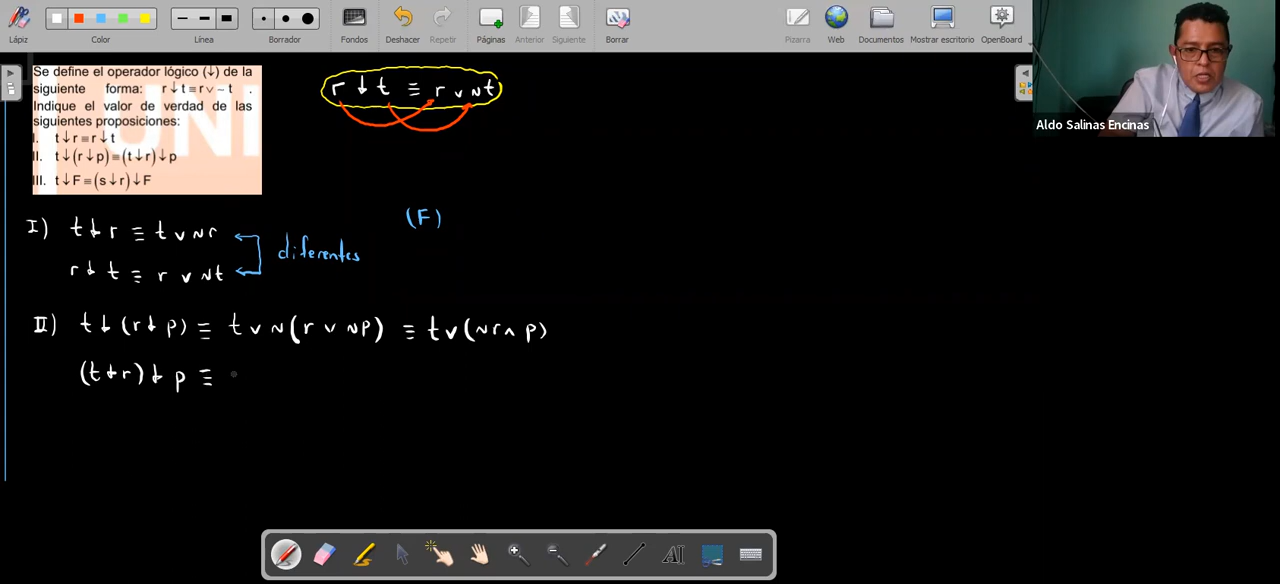 Lápiz Color Línea Borrador Fondos Deshacer Repetir Páginas Anterior Siguiente Borrar Pizarra Web Documentos Mostrar escritorio OpenBoard
Aldo Salinas Encinas
Se define el operador lógico (↓) de la
siguiente forma: r↓t≡r∨~t .
Indique el valor de verdad de las
siguientes proposiciones:
I. t↓r≡r↓t
II. t↓(r↓p)≡(t↓r)↓p
III. t↓F≡(s↓r)↓F
UNI
r ↓ t ≡ r ∨ ~t
I) t ↓ r ≡ t ∨ ~r
r ↓ t ≡ r ∨ ~t
diferentes
(F)
II) t ↓ (r ↓ p) ≡ t ∨ ~(r ∨ ~p) ≡ t ∨ (~r ∧ p)
(t ↓ r) ↓ p ≡
AI